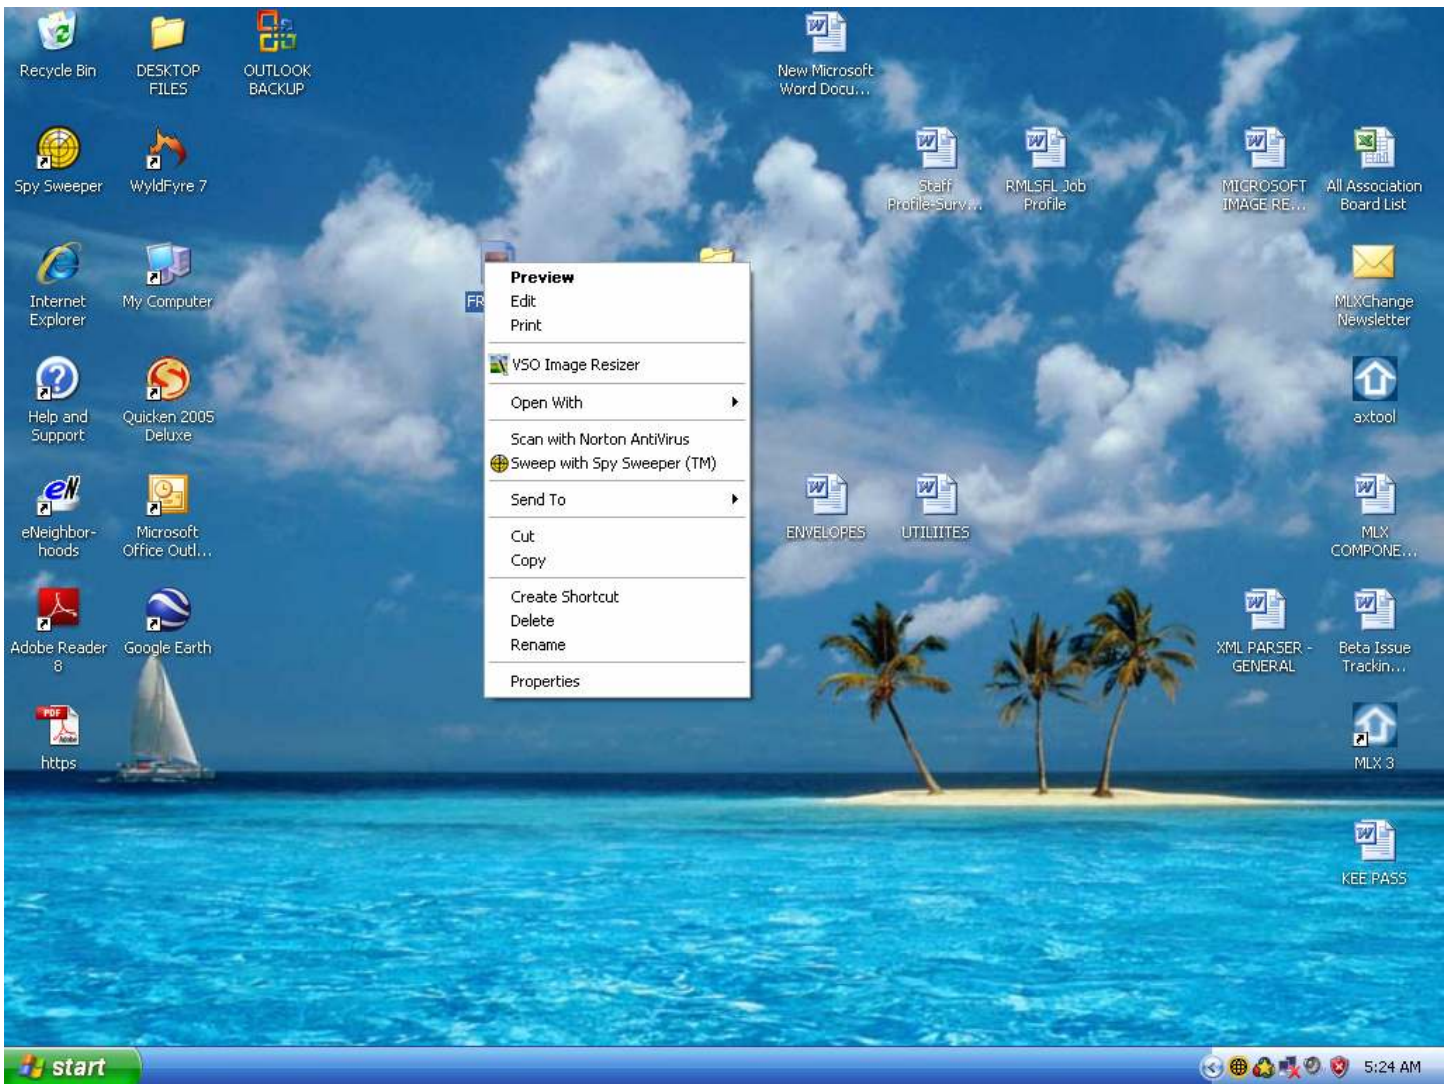 Recycle Bin
DESKTOP
FILES
OUTLOOK
BACKUP
New Microsoft
Word Docu...
Spy Sweeper
WyldFyre 7
Staff
Profile-Surv...
RMLSFL Job
Profile
MICROSOFT
IMAGE RE...
All Association
Board List
Internet
Explorer
My Computer
FR
MLXChange
Newsletter
Preview
Edit
Print
VSO Image Resizer
Open With
Scan with Norton AntiVirus
Sweep with Spy Sweeper (TM)
Send To
Cut
Copy
Create Shortcut
Delete
Rename
Properties
Help and
Support
Quicken 2005
Deluxe
axtool
eNeighbor-
hoods
Microsoft
Office Outl...
ENVELOPES
UTILIITES
MLX
COMPONE...
Adobe Reader
8
Google Earth
XML PARSER -
GENERAL
Beta Issue
Trackin...
PDF
Adobe
https
MLX 3
KEE PASS
start
5:24 AM